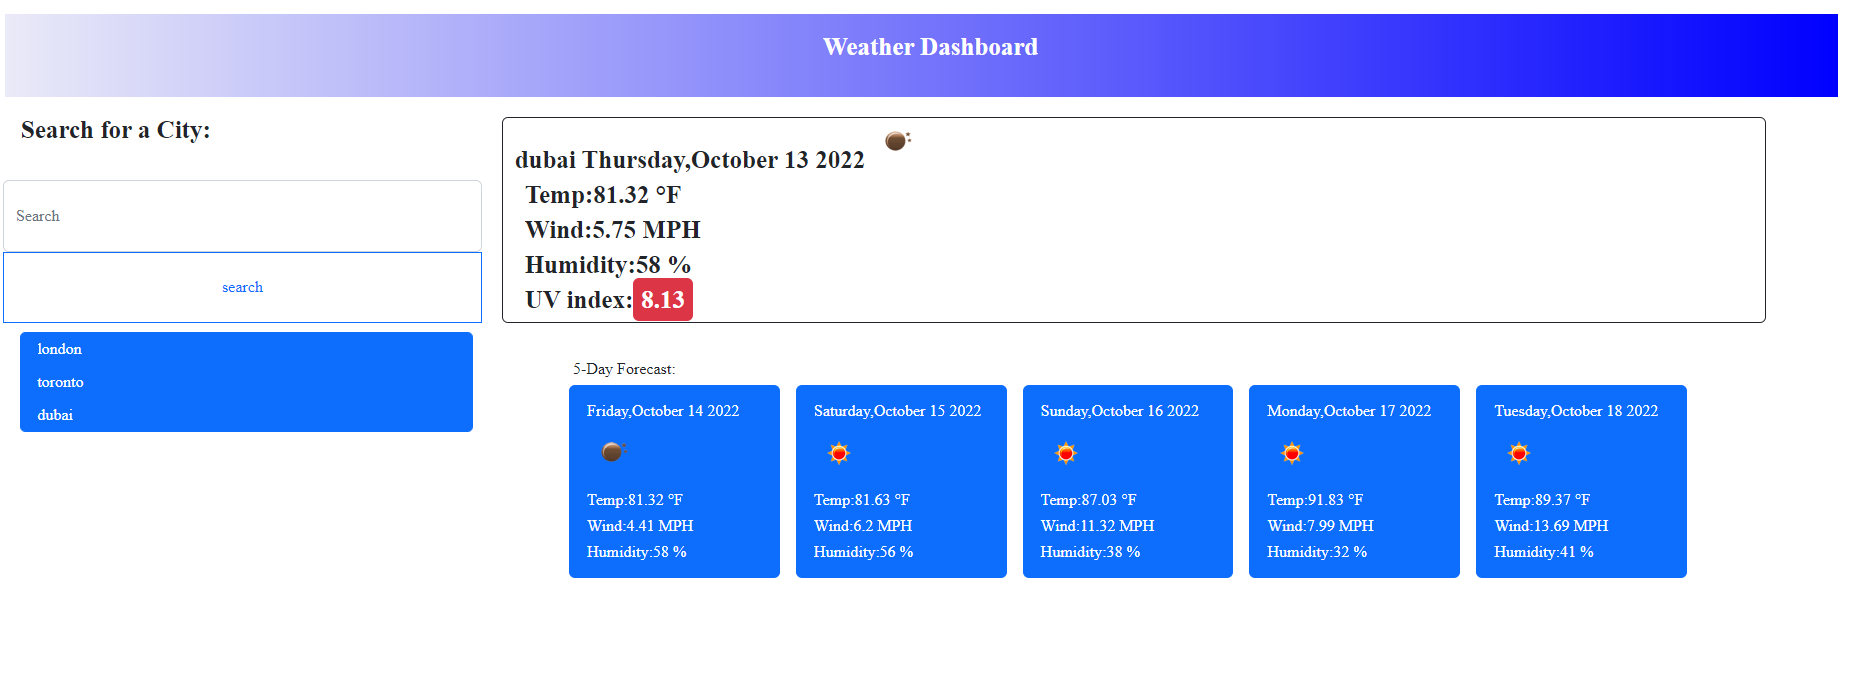 Weather Dashboard
Search for a City:
Search
search
london
toronto
dubai
dubai Thursday,October 13 2022
Temp:81.32 °F
Wind:5.75 MPH
Humidity:58 %
UV index:8.13
5-Day Forecast:
Friday,October 14 2022
Temp:81.32 °F
Wind:4.41 MPH
Humidity:58 %
Saturday,October 15 2022
Temp:81.63 °F
Wind:6.2 MPH
Humidity:56 %
Sunday,October 16 2022
Temp:87.03 °F
Wind:11.32 MPH
Humidity:38 %
Monday,October 17 2022
Temp:91.83 °F
Wind:7.99 MPH
Humidity:32 %
Tuesday,October 18 2022
Temp:89.37 °F
Wind:13.69 MPH
Humidity:41 %